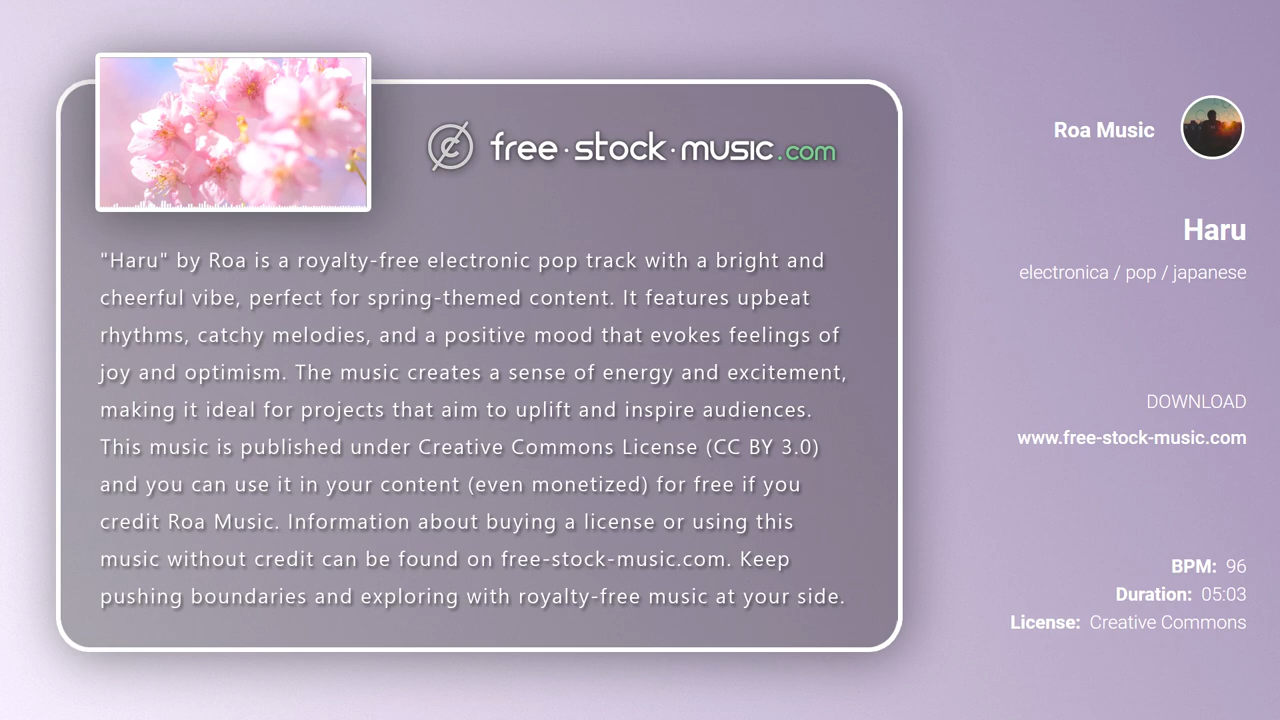 free·stock·music.com
"Haru" by Roa is a royalty-free electronic pop track with a bright and
cheerful vibe, perfect for spring-themed content. It features upbeat
rhythms, catchy melodies, and a positive mood that evokes feelings of
joy and optimism. The music creates a sense of energy and excitement,
making it ideal for projects that aim to uplift and inspire audiences.
This music is published under Creative Commons License (CC BY 3.0)
and you can use it in your content (even monetized) for free if you
credit Roa Music. Information about buying a license or using this
music without credit can be found on free-stock-music.com. Keep
pushing boundaries and exploring with royalty-free music at your side.
Roa Music
Haru
electronica / pop / japanese
DOWNLOAD
www.free-stock-music.com
BPM: 96
Duration: 05:03
License: Creative Commons